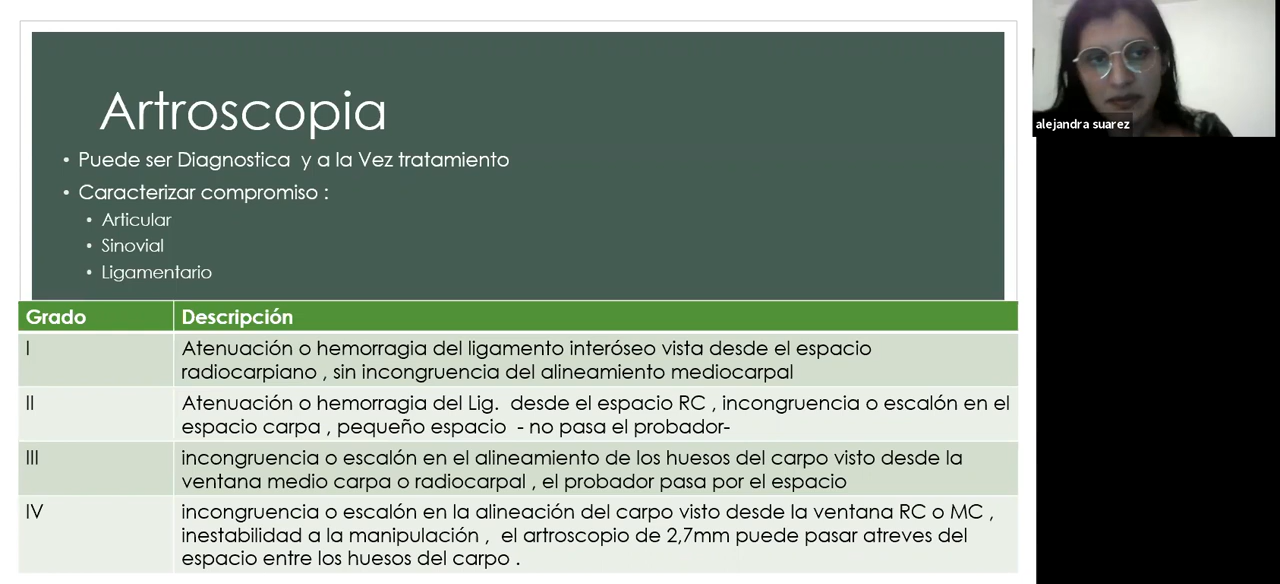 Artroscopia
• Puede ser Diagnostica y a la Vez tratamiento
• Caracterizar compromiso :
• Articular
• Sinovial
• Ligamentario
Grado Descripción
I Atenuación o hemorragia del ligamento interóseo vista desde el espacio
radiocarpiano , sin incongruencia del alineamiento mediocarpal
II Atenuación o hemorragia del Lig. desde el espacio RC , incongruencia o escalón en el
espacio carpa , pequeño espacio - no pasa el probador-
III incongruencia o escalón en el alineamiento de los huesos del carpo visto desde la
ventana medio carpa o radiocarpal , el probador pasa por el espacio
IV incongruencia o escalón en la alineación del carpo visto desde la ventana RC o MC ,
inestabilidad a la manipulación , el artroscopio de 2,7mm puede pasar atreves del
espacio entre los huesos del carpo .
alejandra suarez